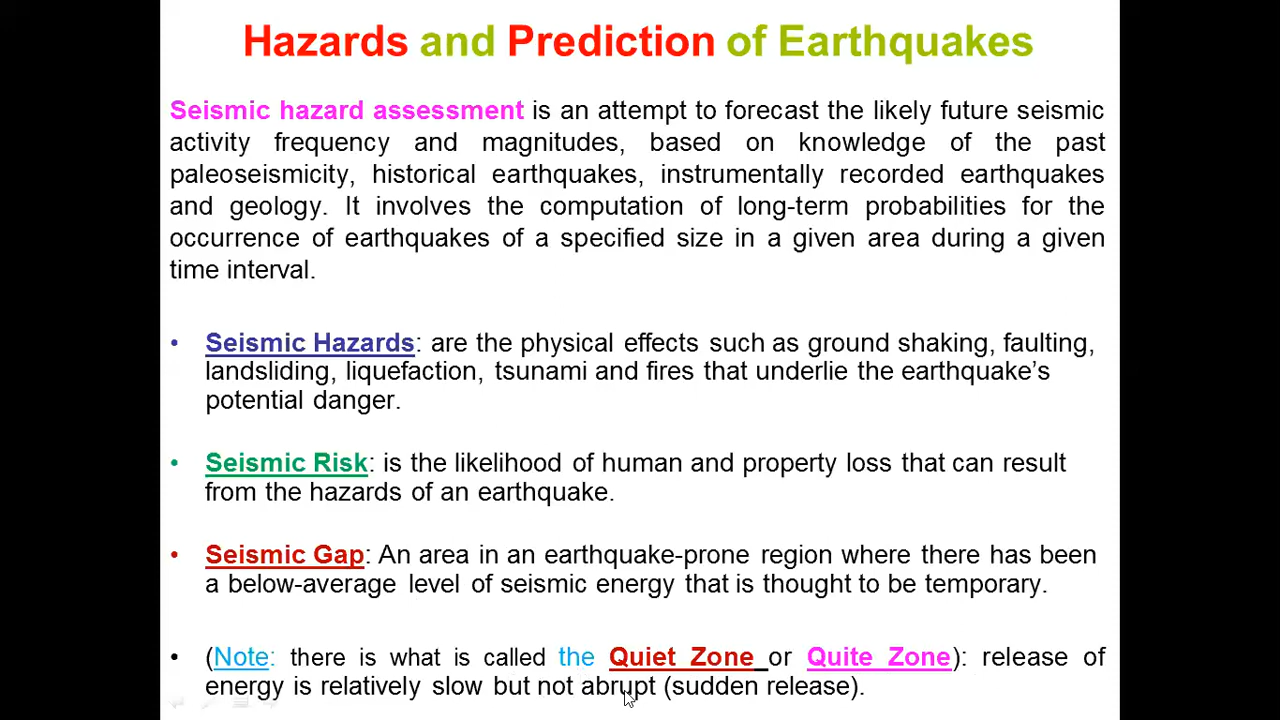 Hazards and Prediction of Earthquakes
Seismic hazard assessment is an attempt to forecast the likely future seismic
activity frequency and magnitudes, based on knowledge of the past
paleoseismicity, historical earthquakes, instrumentally recorded earthquakes
and geology. It involves the computation of long-term probabilities for the
occurrence of earthquakes of a specified size in a given area during a given
time interval.
• Seismic Hazards: are the physical effects such as ground shaking, faulting,
landsliding, liquefaction, tsunami and fires that underlie the earthquake’s
potential danger.
• Seismic Risk: is the likelihood of human and property loss that can result
from the hazards of an earthquake.
• Seismic Gap: An area in an earthquake-prone region where there has been
a below-average level of seismic energy that is thought to be temporary.
• (Note: there is what is called the Quiet Zone or Quite Zone): release of
energy is relatively slow but not abrupt (sudden release).